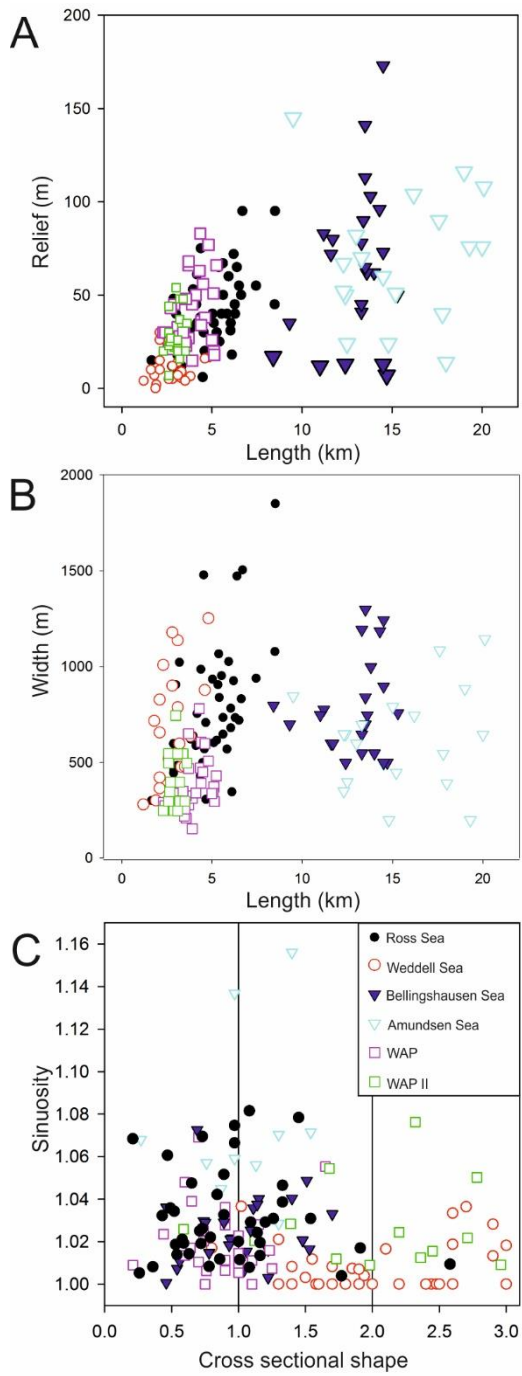 A
200
150
100
50
0
Relief (m)
0 5 10 15 20
Length (km)
B
2000
1500
1000
500
0
Width (m)
0 5 10 15 20
Length (km)
C
1.16
1.14
1.12
1.10
1.08
1.06
1.04
1.02
1.00
Sinuosity
Ross Sea
Weddell Sea
Bellingshausen Sea
Amundsen Sea
WAP
WAP II
0.0 0.5 1.0 1.5 2.0 2.5 3.0
Cross sectional shape